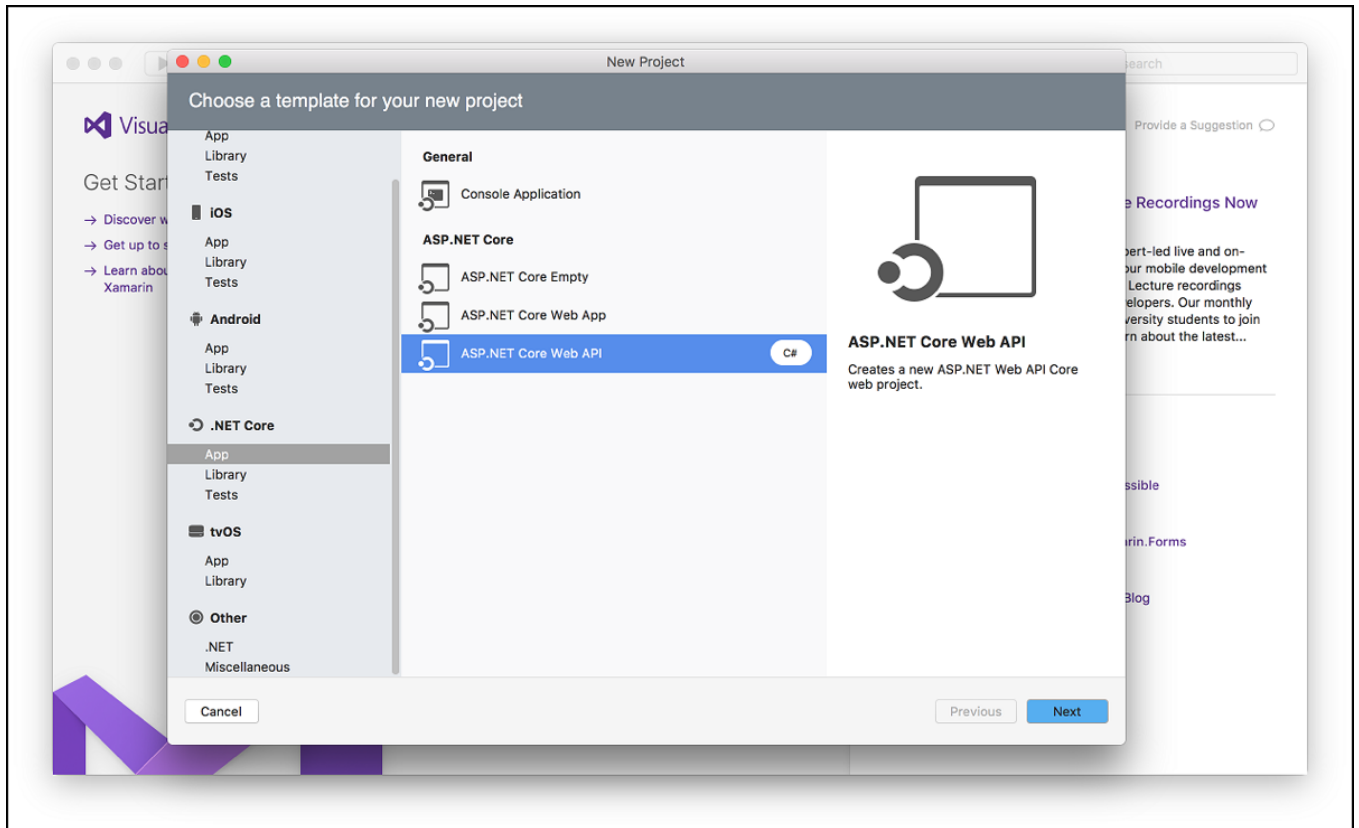 New Project
search
Choose a template for your new project
Visua
Provide a Suggestion
Get Start
→ Discover w
→ Get up to s
→ Learn abou
Xamarin
App
Library
Tests
iOS
App
Library
Tests
Android
App
Library
Tests
.NET Core
App
Library
Tests
tvOS
App
Library
Other
.NET
Miscellaneous
General
Console Application
ASP.NET Core
ASP.NET Core Empty
ASP.NET Core Web App
ASP.NET Core Web API C#
ASP.NET Core Web API
Creates a new ASP.NET Web API Core
web project.
e Recordings Now
pert-led live and on-
our mobile development
Lecture recordings
elopers. Our monthly
versity students to join
rn about the latest...
ssible
arin.Forms
Blog
Cancel
Previous
Next